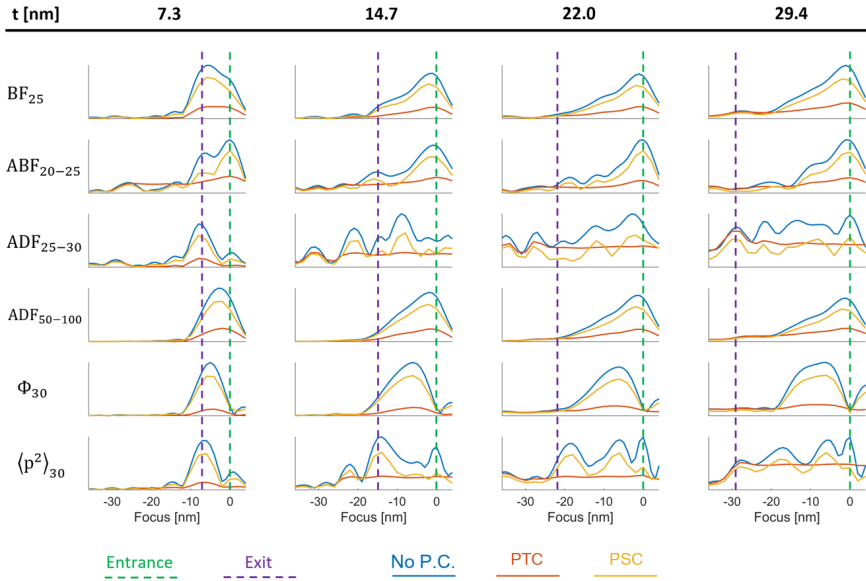 t [nm] 7.3 14.7 22.0 29.4
BF25
ABF20−25
ADF25−30
ADF50−100
Φ30
⟨p²⟩30
-30 -20 -10 0 -30 -20 -10 0 -30 -20 -10 0 -30 -20 -10 0
Focus [nm] Focus [nm] Focus [nm] Focus [nm]
Entrance Exit No P.C. PTC PSC